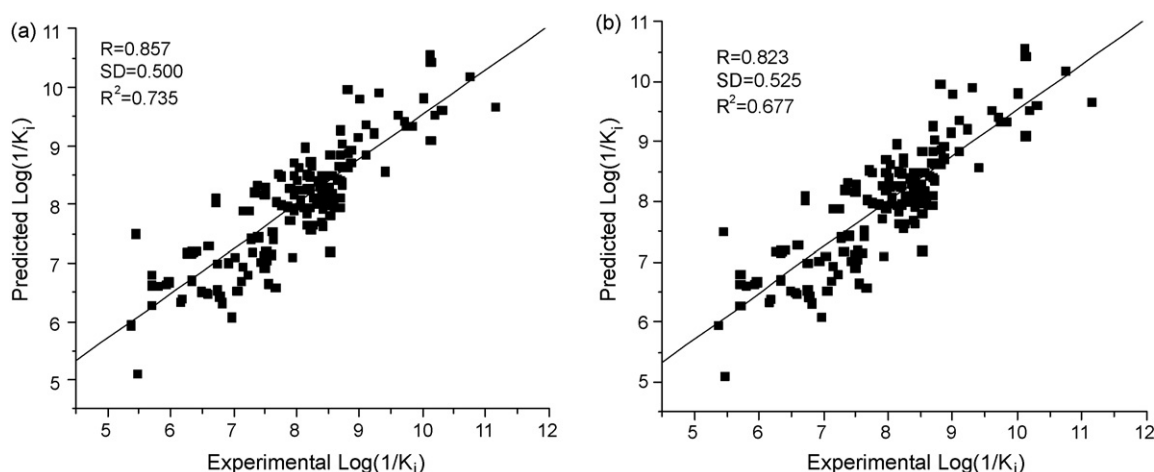 (a)
R=0.857
SD=0.500
R²=0.735
Predicted Log(1/Kᵢ)
11
10
9
8
7
6
5
5 6 7 8 9 10 11 12
Experimental Log(1/Kᵢ)
(b)
R=0.823
SD=0.525
R²=0.677
Predicted Log(1/Kᵢ)
11
10
9
8
7
6
5
5 6 7 8 9 10 11 12
Experimental Log(1/Kᵢ)